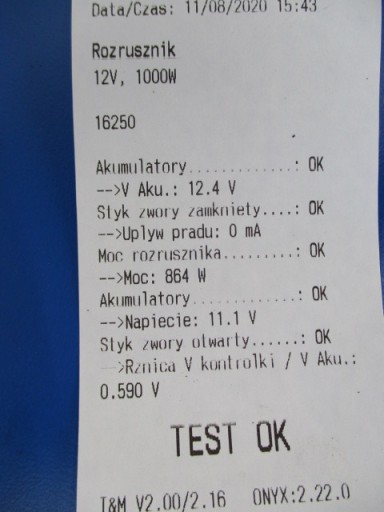 Data/Czas: 11/08/2020 15:43
Rozrusznik
12V, 1000W
16250
Akumulatory............: OK
-->V Aku.: 12.4 V
Styk zwory zamkniety....: OK
-->Uplyw pradu: 0 mA
Moc rozrusznika.........: OK
-->Moc: 864 W
Akumulatory............: OK
-->Napiecie: 11.1 V
Styk zwory otwarty......: OK
-->Rznica V kontrolki / V Aku.:
0.590 V
TEST OK
T&M V2.00/2.16 ONYX:2.22.0